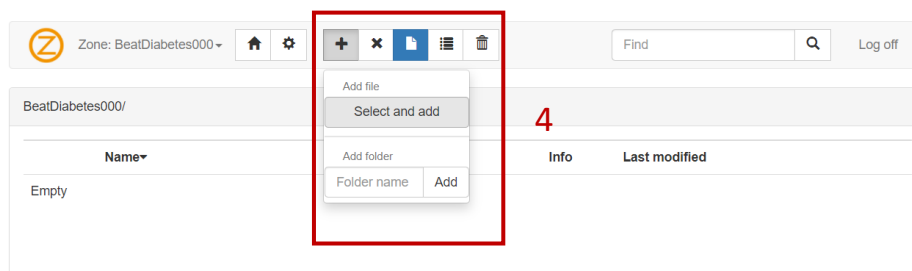 Z Zone: BeatDiabetes000 Find Log off
Add file
BeatDiabetes000/
Select and add
4
Add folder
Name Info Last modified
Folder name Add
Empty